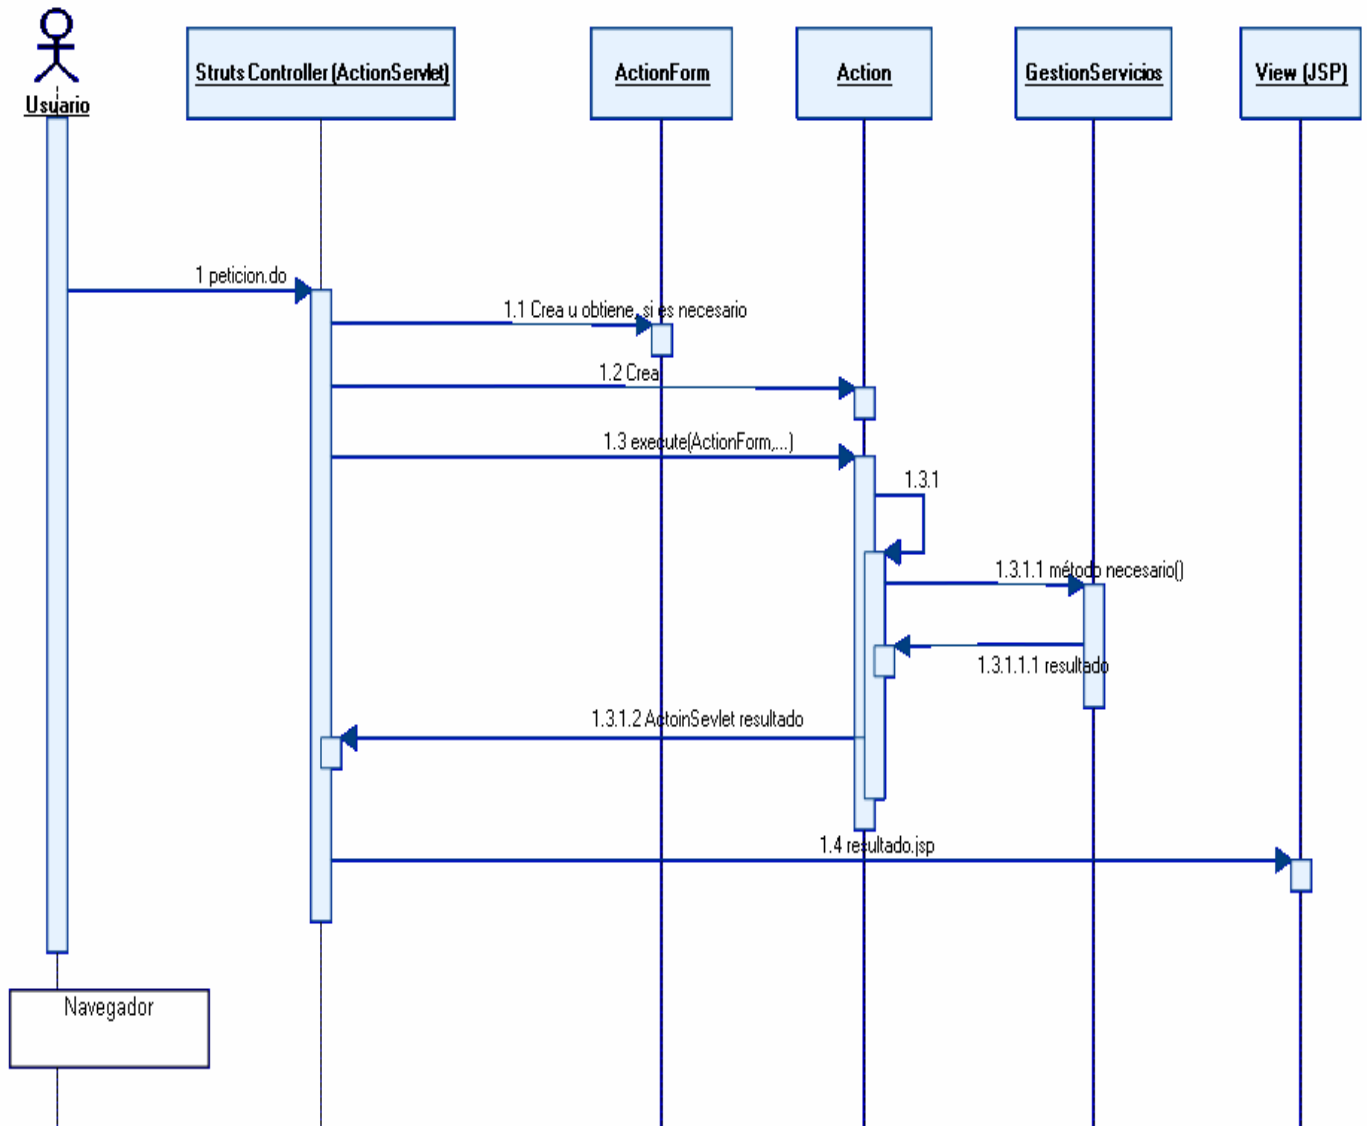 Usuario
Struts Controller (ActionServlet)
ActionForm
Action
GestionServicios
View (JSP)
1 peticion.do
1.1 Crea u obtiene, si es necesario
1.2 Crea
1.3 execute(ActionForm,...)
1.3.1
1.3.1.1 método necesario()
1.3.1.1.1 resultado
1.3.1.2 ActoinSevlet resultado
1.4 resultado.jsp
Navegador